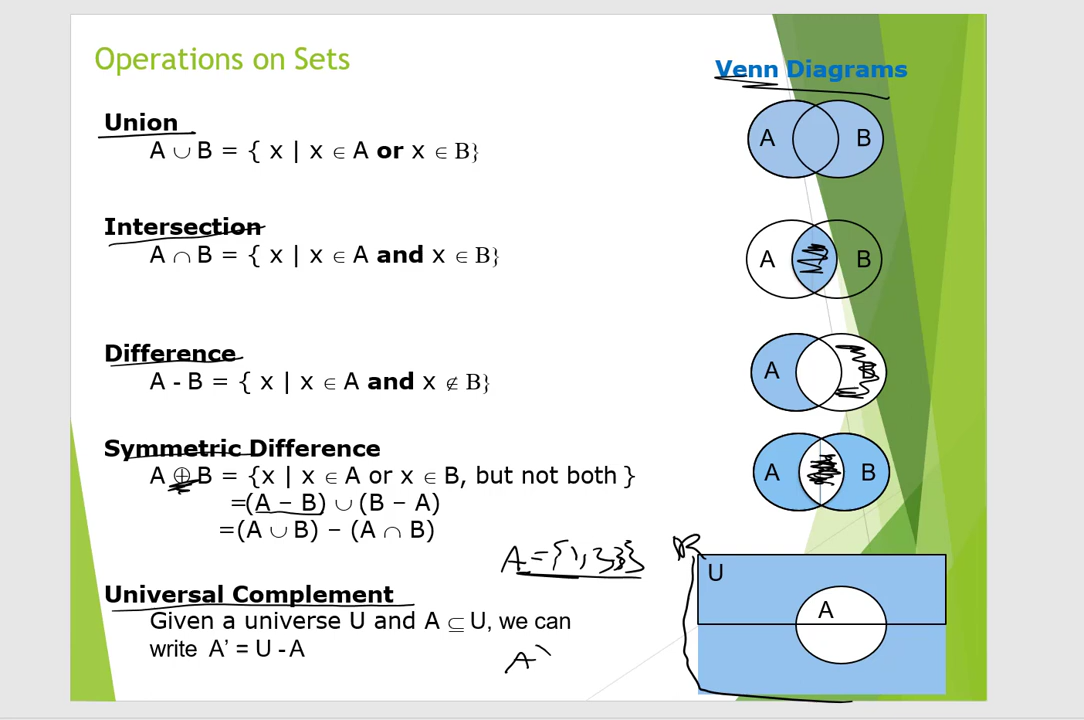 Operations on Sets
Venn Diagrams
Union
A ∪ B = { x | x ∈ A or x ∈ B}
A B
Intersection
A ∩ B = { x | x ∈ A and x ∈ B}
A B
Difference
A - B = { x | x ∈ A and x ∉ B}
A B
Symmetric Difference
A ⊕ B = {x | x ∈ A or x ∈ B, but not both }
=(A − B) ∪ (B − A)
=(A ∪ B) − (A ∩ B)
A B
A = {1, 3
U
A
Universal Complement
Given a universe U and A ⊆ U, we can
write A’ = U - A
A'